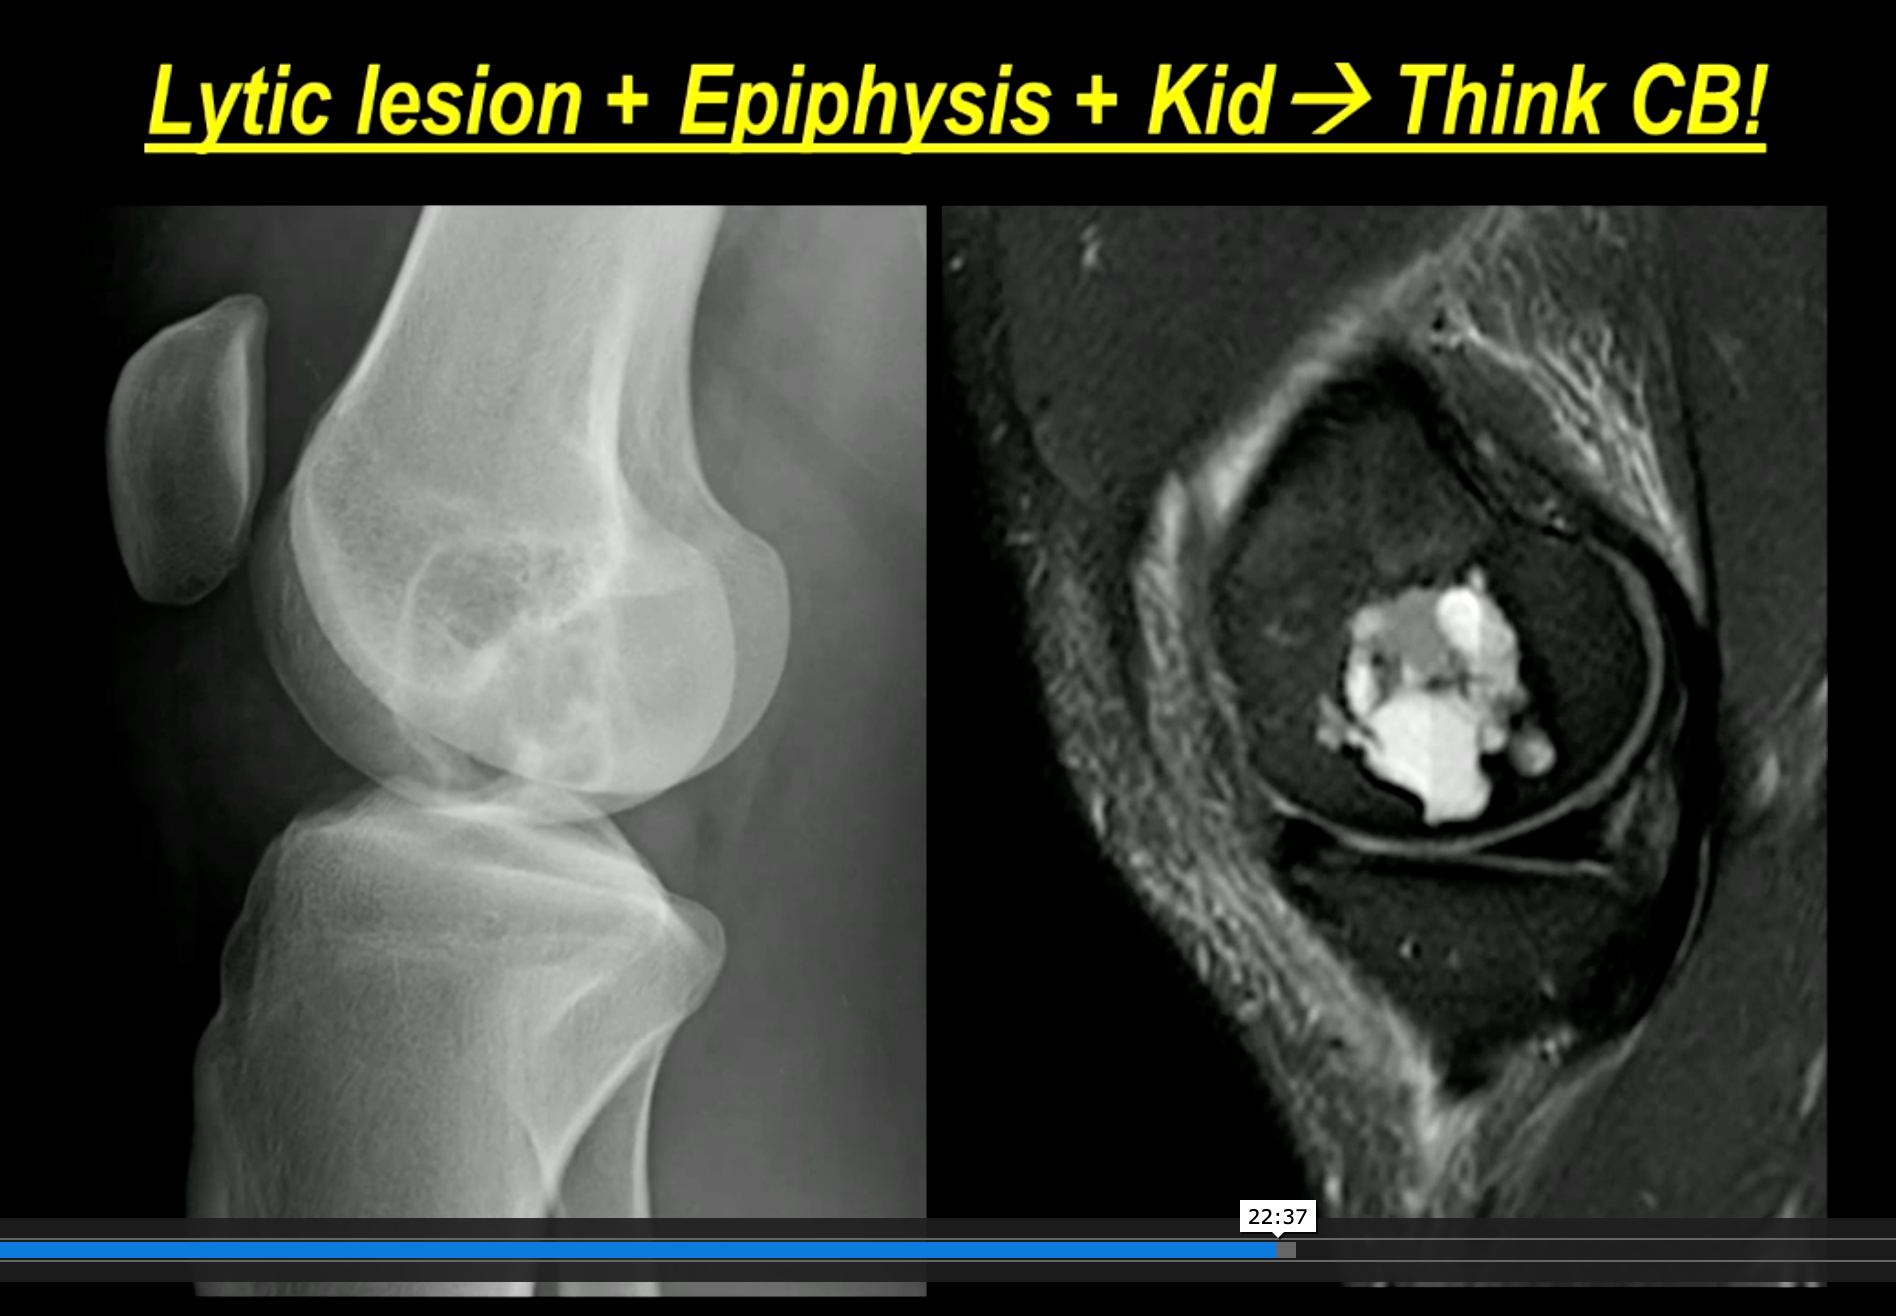 Lytic lesion + Epiphysis + Kid → Think CB!
22:37